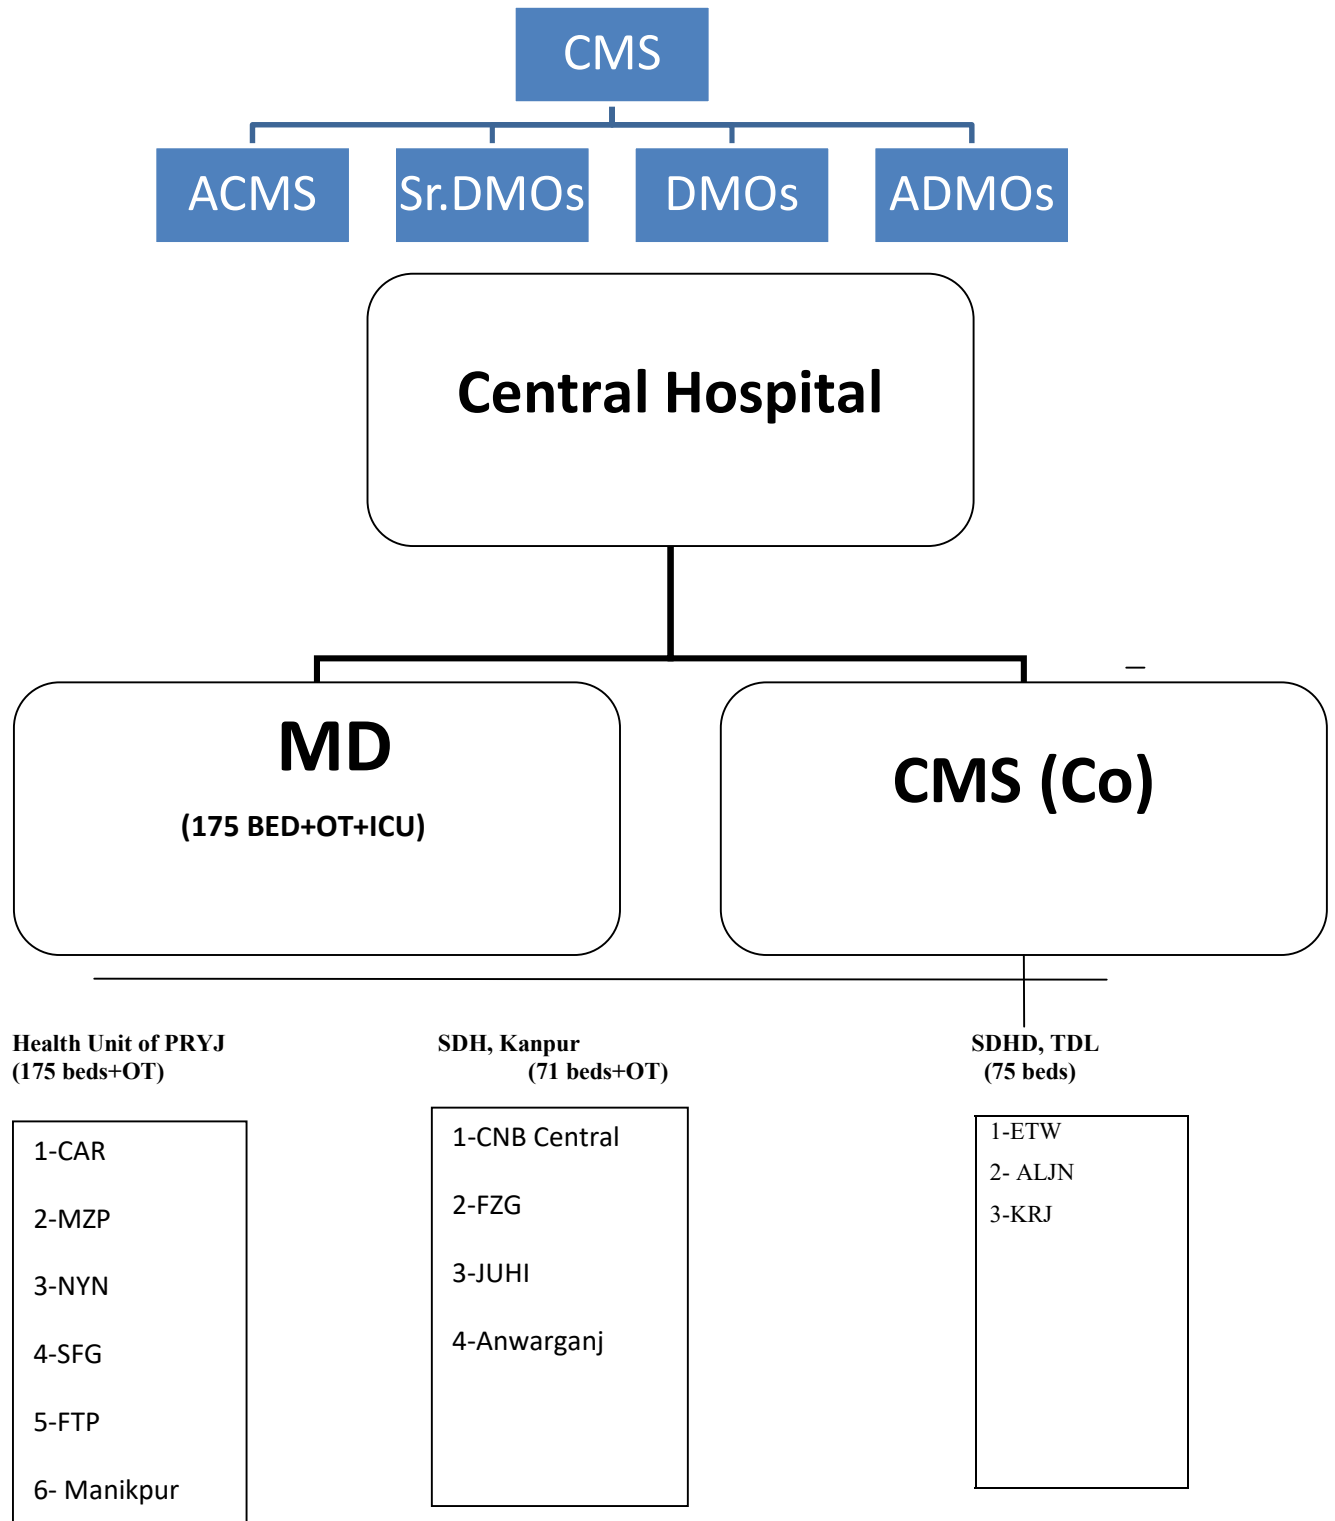 CMS
ACMS
Sr.DMOs
DMOs
ADMOs
Central Hospital
MD
(175 BED+OT+ICU)
CMS (Co)
Health Unit of PRYJ
(175 beds+OT)
SDH, Kanpur
(71 beds+OT)
SDHD, TDL
(75 beds)
1-CAR
2-MZP
3-NYN
4-SFG
5-FTP
6- Manikpur
1-CNB Central
2-FZG
3-JUHI
4-Anwarganj
1-ETW
2- ALJN
3-KRJ